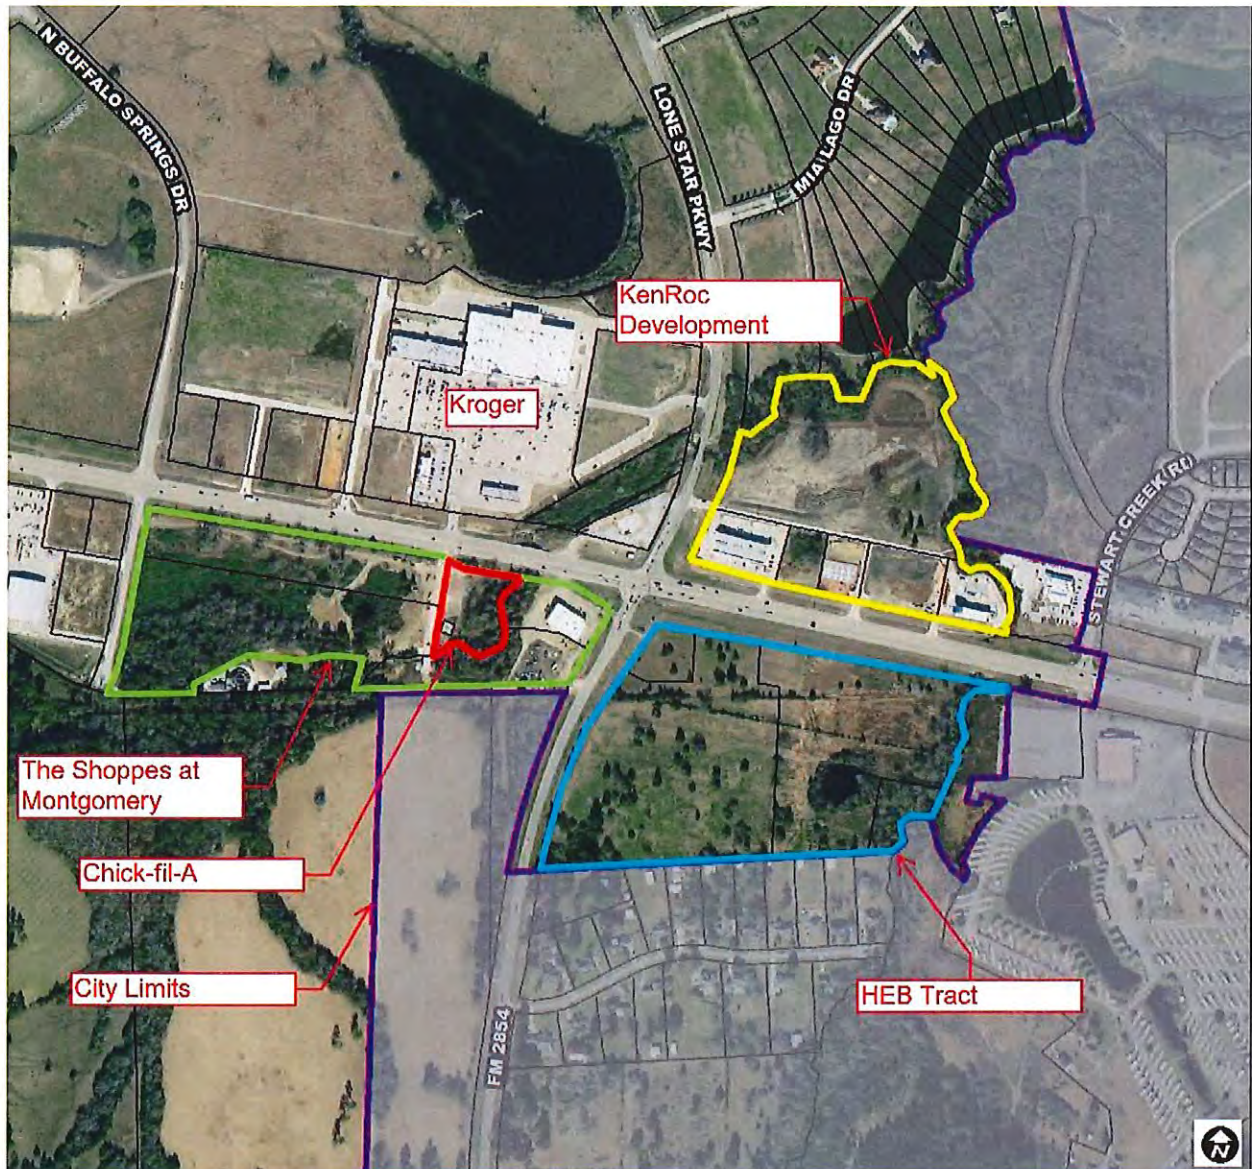 N BUFFALO SPRINGS DR
LONE STAR PKWY
MIA LAGO DR
KenRoc
Development
Kroger
STEWART CREEK RD
The Shoppes at
Montgomery
Chick-fil-A
City Limits
HEB Tract
FM 2854
N